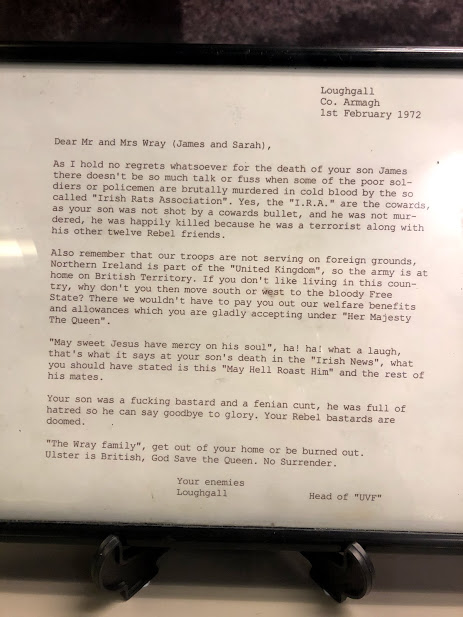 Loughgall
Co. Armagh
1st February 1972
Dear Mr and Mrs Wray (James and Sarah),
As I hold no regrets whatsoever for the death of your son James
there doesn't be so much talk or fuss when some of the poor sol-
diers or policemen are brutally murdered in cold blood by the so
called "Irish Rats Association". Yes, the "I.R.A." are the cowards,
as your son was not shot by a cowards bullet, and he was not mur-
dered, he was happily killed because he was a terrorist along with
his other twelve Rebel friends.
Also remember that our troops are not serving on foreign grounds,
Northern Ireland is part of the "United Kingdom", so the army is at
home on British Territory. If you don't like living in this coun-
try, why don't you then move south or west to the bloody Free
State? There we wouldn't have to pay you out our welfare benefits
and allowances which you are gladly accepting under "Her Majesty
The Queen".
"May sweet Jesus have mercy on his soul", ha! ha! what a laugh,
that's what it says at your son's death in the "Irish News", what
you should have stated is this "May Hell Roast Him" and the rest of
his mates.
Your son was a fucking bastard and a fenian cunt, he was full of
hatred so he can say goodbye to glory. Your Rebel bastards are
doomed.
"The Wray family", get out of your home or be burned out.
Ulster is British, God Save the Queen. No Surrender.
Your enemies
Loughgall Head of "UVF"